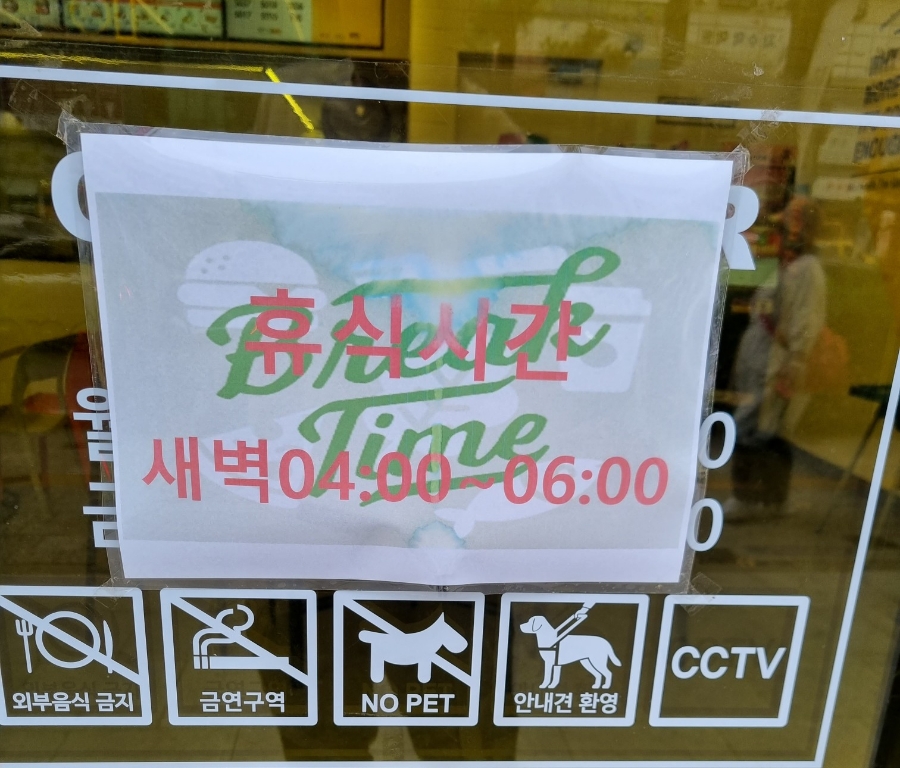 Break
휴식시간
Time
새벽04:00~06:00
외부음식 금지
금연구역
NO PET
안내견 환영
CCTV